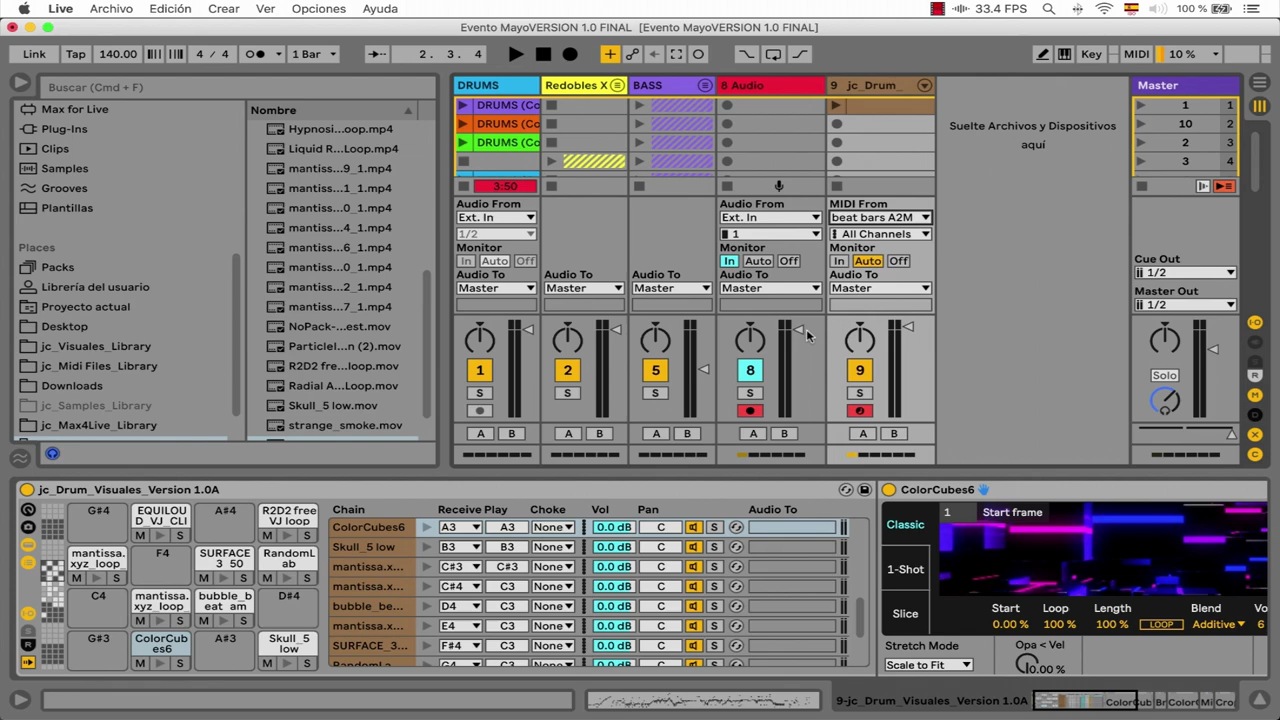 Live Archivo Edición Crear Ver Opciones Ayuda 33.4 FPS 100 %
Evento MayoVERSION 1.0 FINAL [Evento MayoVERSION 1.0 FINAL]
Link Tap 140.00 4 / 4 1 Bar 2. 3. 4 Key MIDI 10 %
Buscar (Cmd + F)
Max for Live
Plug-Ins
Clips
Samples
Grooves
Plantillas
Places
Packs
Librería del usuario
Proyecto actual
Desktop
jc_Visuales_Library
jc_Midi Files_Library
Downloads
jc_Samples_Library
jc_Max4Live_Library
Nombre
Hypnosi...oop.mp4
Liquid R...Loop.mp4
mantiss...9_1.mp4
mantiss...1_1.mp4
mantiss...0_1.mp4
mantiss...4_1.mp4
mantiss...6_1.mp4
mantiss...0_1.mp4
mantiss...2_1.mp4
mantiss...7_1.mp4
NoPack-...est.mov
Particlel...n (2).mov
R2D2 fre...oop.mov
Radial A...Loop.mov
Skull_5 low.mov
strange_smoke.mov
DRUMS Redobles X BASS 8 Audio 9 jc_Drum_ Master
DRUMS (Co 1 1
DRUMS (Co 10 2
DRUMS (Co 2 3
3 4
Suelte Archivos y Dispositivos
aquí
3:50
Audio From Audio From MIDI From
Ext. In Ext. In beat bars A2M
1/2 1 All Channels
Monitor Monitor Monitor Cue Out
In Auto Off In Auto Off In Auto Off 1/2
Audio To Audio To Audio To Audio To Audio To Master Out
Master Master Master Master Master 1/2
1 2 5 8 9 Solo
S S S S S
A B A B A B A B A B
jc_Drum_Visuales_Version 1.0A
G#4 EQUILOU D_VJ_CLI A#4 R2D2 free VJ loop
M S M S
mantissa. xyz_loop_ F4 SURFACE 3_50 RandomL ab
M S M S M S
C4 mantissa. xyz_loop bubble_b eat_am D#4
M S M S
G#3 ColorCub es6 A#3 Skull_5 low
M S M S
Chain Receive Play Choke Vol Pan Audio To
ColorCubes6 A3 A3 None 0.0 dB C S
Skull_5 low B3 B3 None 0.0 dB C S
mantissa.x... C#3 C#3 None 0.0 dB C S
mantissa.x... C#4 C3 None 0.0 dB C S
bubble_be... D4 C3 None 0.0 dB C S
mantissa.x... E4 C3 None 0.0 dB C S
SURFACE_3... F#4 C3 None 0.0 dB C S
RandomLa... G4 C3 None 0.0 dB C S
ColorCubes6
Classic
1-Shot
Slice
1 Start frame
Start Loop Length Blend
0.00 % 100 % 100 % LOOP Additive 6
Stretch Mode Opa < Vel
Scale to Fit 0.00 %
9-jc_Drum_Visuales_Version 1.0A